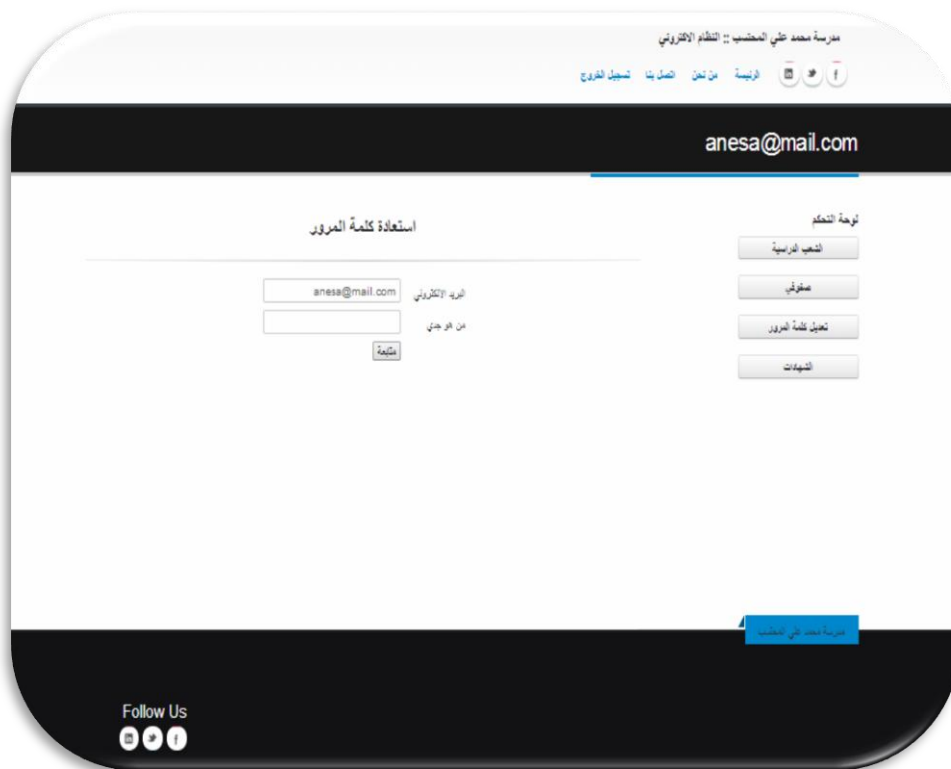 مدرسة محمد علي المحتسب :: النظام الالكتروني
الرئيسة من نحن اتصل بنا تسجيل الخروج
anesa@mail.com
لوحة التحكم
الشعب الدراسية
صفوفي
تعديل كلمة المرور
الشهادات
استعادة كلمة المرور
البريد الالكتروني anesa@mail.com
من هو جدي
متابعة
مدرسة محمد علي المحتسب
Follow Us